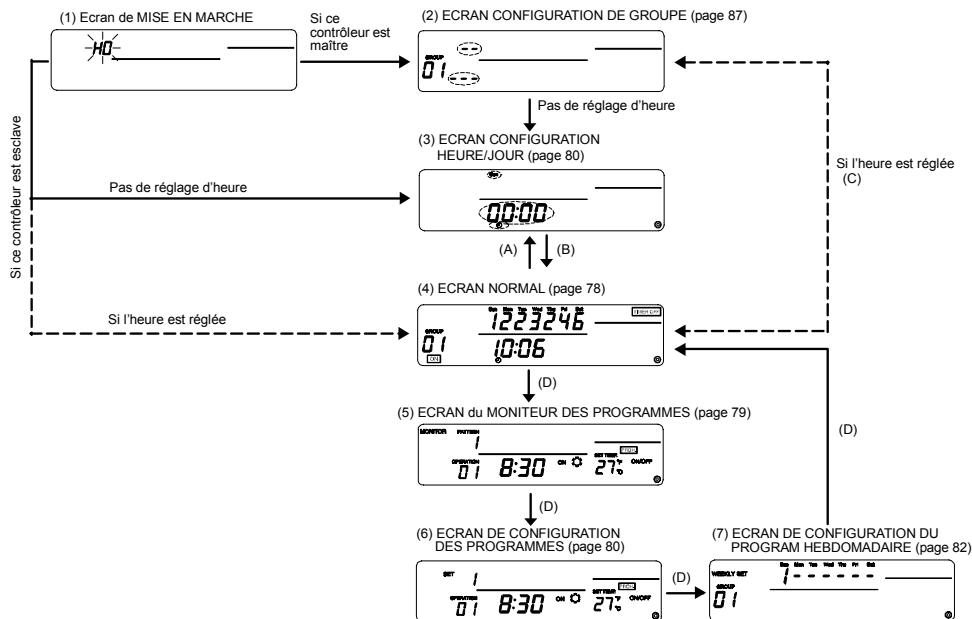 (1) Ecran de MISE EN MARCHE
HO
Si ce
contrôleur est
maître
(2) ECRAN CONFIGURATION DE GROUPE (page 87)
GROUP
01
--
---
Si ce contrôleur est esclave
Pas de réglage d'heure
(3) ECRAN CONFIGURATION
HEURE/JOUR (page 80)
Sun
00:00
Pas de réglage d'heure
Si l'heure est réglée
(C)
(A)
(B)
(4) ECRAN NORMAL (page 78)
Sun Mon Tue Wed Thu Fri Sat
1223246
TIMER OFF
GROUP
01
ON
10:06
Si l'heure est réglée
(D)
(5) ECRAN du MONITEUR DES PROGRAMMES (page 79)
MONITOR PATTERN
1
OPERATION
01
8:30
ON
SET TEMP.
27
°F
°C
ON/OFF
(D)
(D)
(6) ECRAN DE CONFIGURATION
DES PROGRAMMES (page 80)
SET
1
OPERATION
01
8:30
ON
SET TEMP.
27
°F
°C
ON/OFF
(D)
(7) ECRAN DE CONFIGURATION DU
PROGRAM HEBDOMADAIRE (page 82)
WEEKLY SET
Sun Mon Tue Wed Thu Fri Sat
1 - - - - - -
GROUP
01